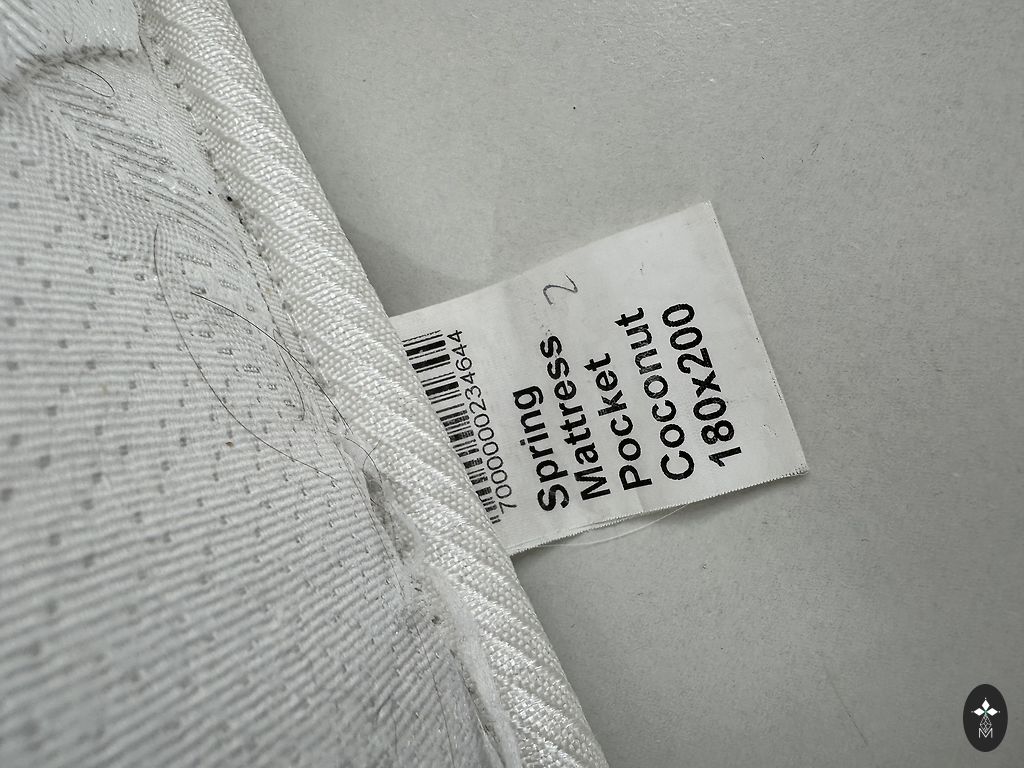 7000000234644
Spring
Mattress 2
Pocket
Coconut
180x200
M